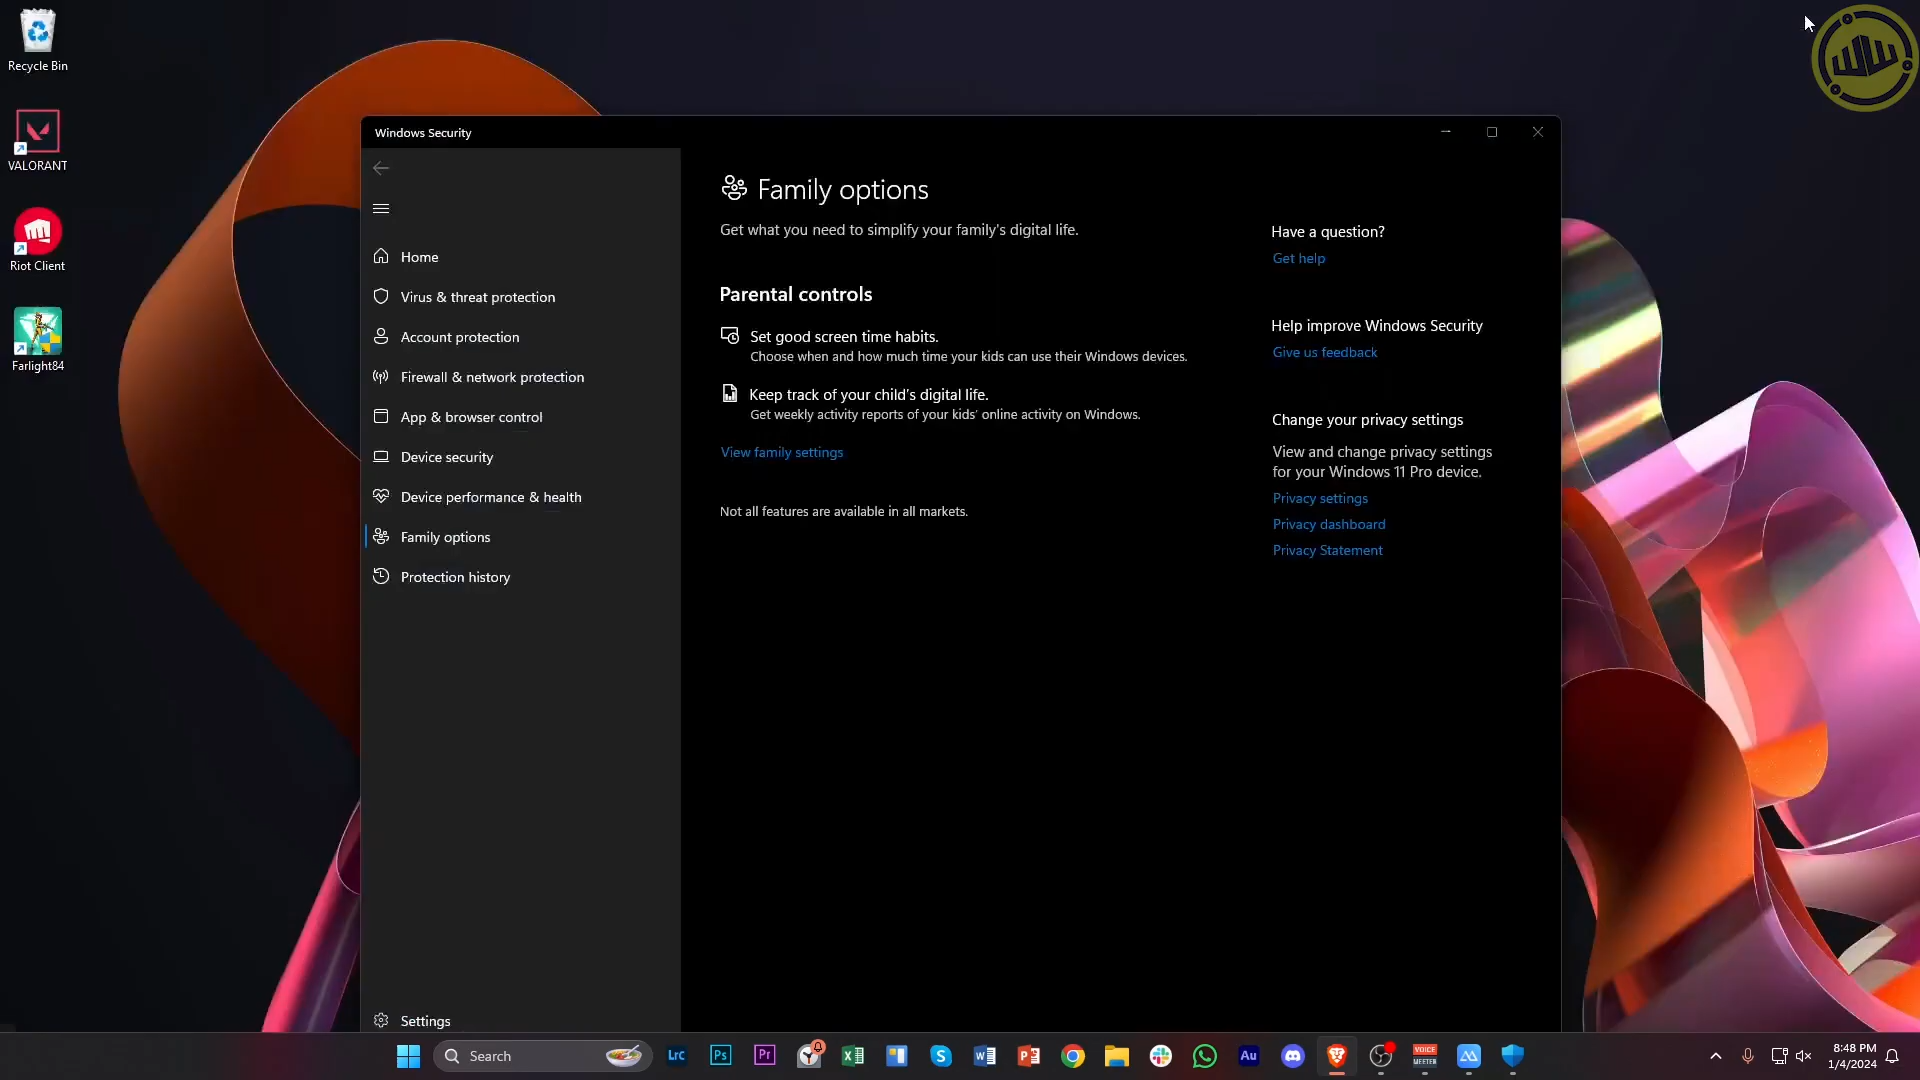 Recycle Bin
VALORANT
Riot Client
Farlight84
Windows Security
Home
Virus & threat protection
Account protection
Firewall & network protection
App & browser control
Device security
Device performance & health
Family options
Protection history
Settings
Family options
Get what you need to simplify your family's digital life.
Parental controls
Set good screen time habits.
Choose when and how much time your kids can use their Windows devices.
Keep track of your child's digital life.
Get weekly activity reports of your kids' online activity on Windows.
View family settings
Not all features are available in all markets.
Have a question?
Get help
Help improve Windows Security
Give us feedback
Change your privacy settings
View and change privacy settings
for your Windows 11 Pro device.
Privacy settings
Privacy dashboard
Privacy Statement
Search
Lrc
Ps
Pr
Au
VOICE
MEETER
8:48 PM
1/4/2024